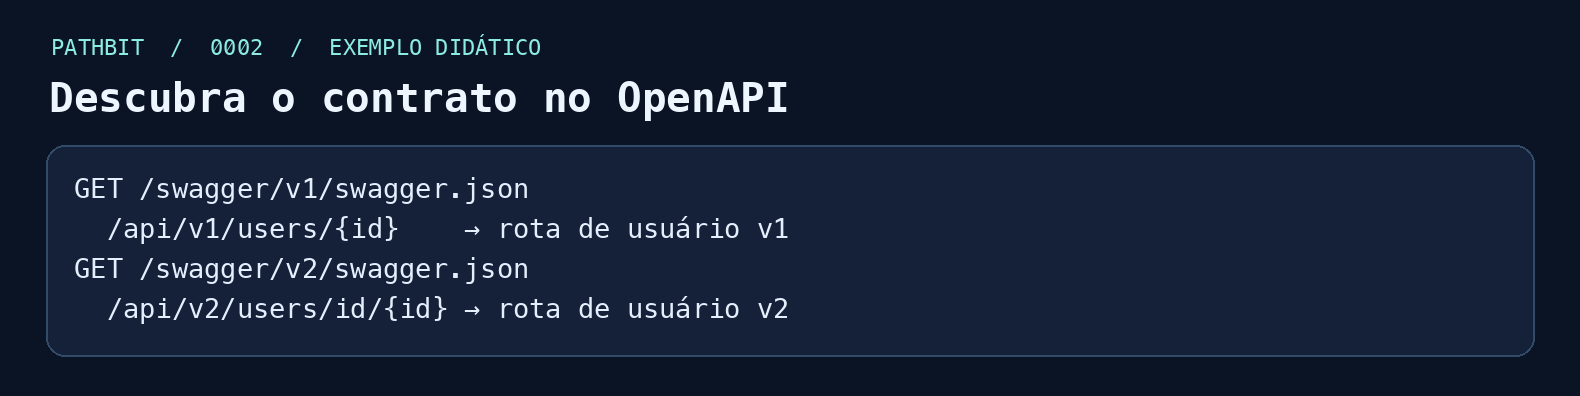 PATHBIT / 0002 / EXEMPLO DIDÁTICO
Descubra o contrato no OpenAPI
GET /swagger/v1/swagger.json
/api/v1/users/{id} → rota de usuário v1
GET /swagger/v2/swagger.json
/api/v2/users/id/{id} → rota de usuário v2